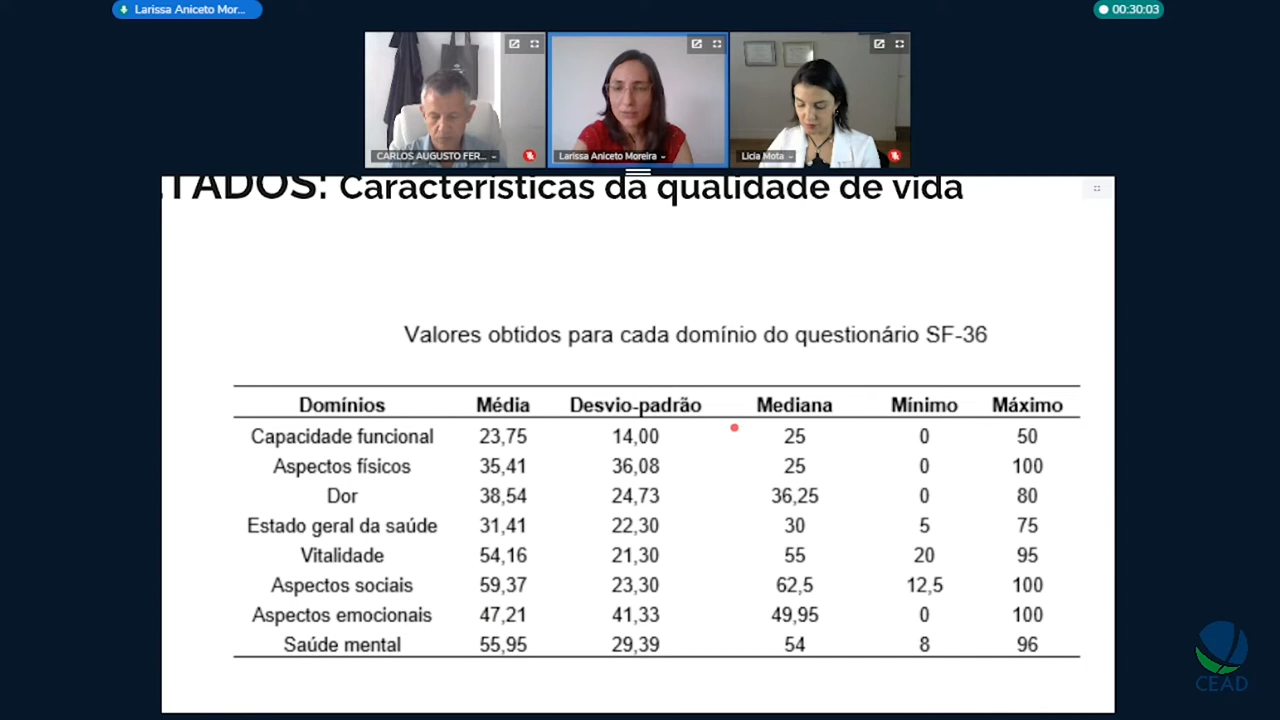 Larissa Aniceto Mor...
00:30:03
CARLOS AUGUSTO FER...
Larissa Aniceto Moreira
Licia Mota
TADOS: Características da qualidade de vida
Valores obtidos para cada domínio do questionário SF-36
Domínios Média Desvio-padrão Mediana Mínimo Máximo
Capacidade funcional 23,75 14,00 25 0 50
Aspectos físicos 35,41 36,08 25 0 100
Dor 38,54 24,73 36,25 0 80
Estado geral da saúde 31,41 22,30 30 5 75
Vitalidade 54,16 21,30 55 20 95
Aspectos sociais 59,37 23,30 62,5 12,5 100
Aspectos emocionais 47,21 41,33 49,95 0 100
Saúde mental 55,95 29,39 54 8 96
CEAD